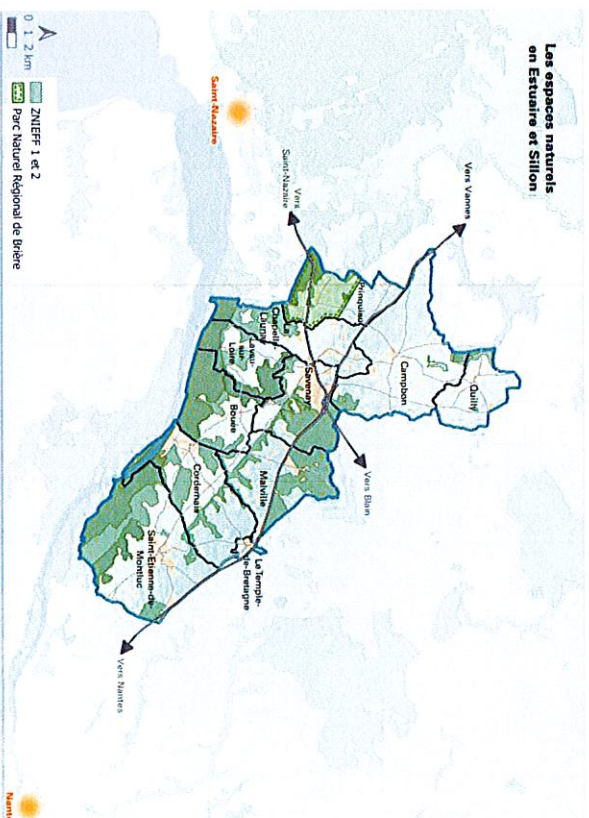 Les espaces naturels
en Estuaire et Sillon
Vers Vannes
Vers
Saint-Nazaire
Saint-Nazaire
Quilly
Campbon
Prinquiau
Savenay
La
Chapelle-
Launay
Lavau-
sur-
Loire
Bouée
Malville
Vers Blain
Cordemais
Le Temple-
de-Bretagne
Saint-Etienne-de-
Montluc
Vers Nantes
0 1 2 km
ZNIEFF 1 et 2
Parc Naturel Régional de Brière